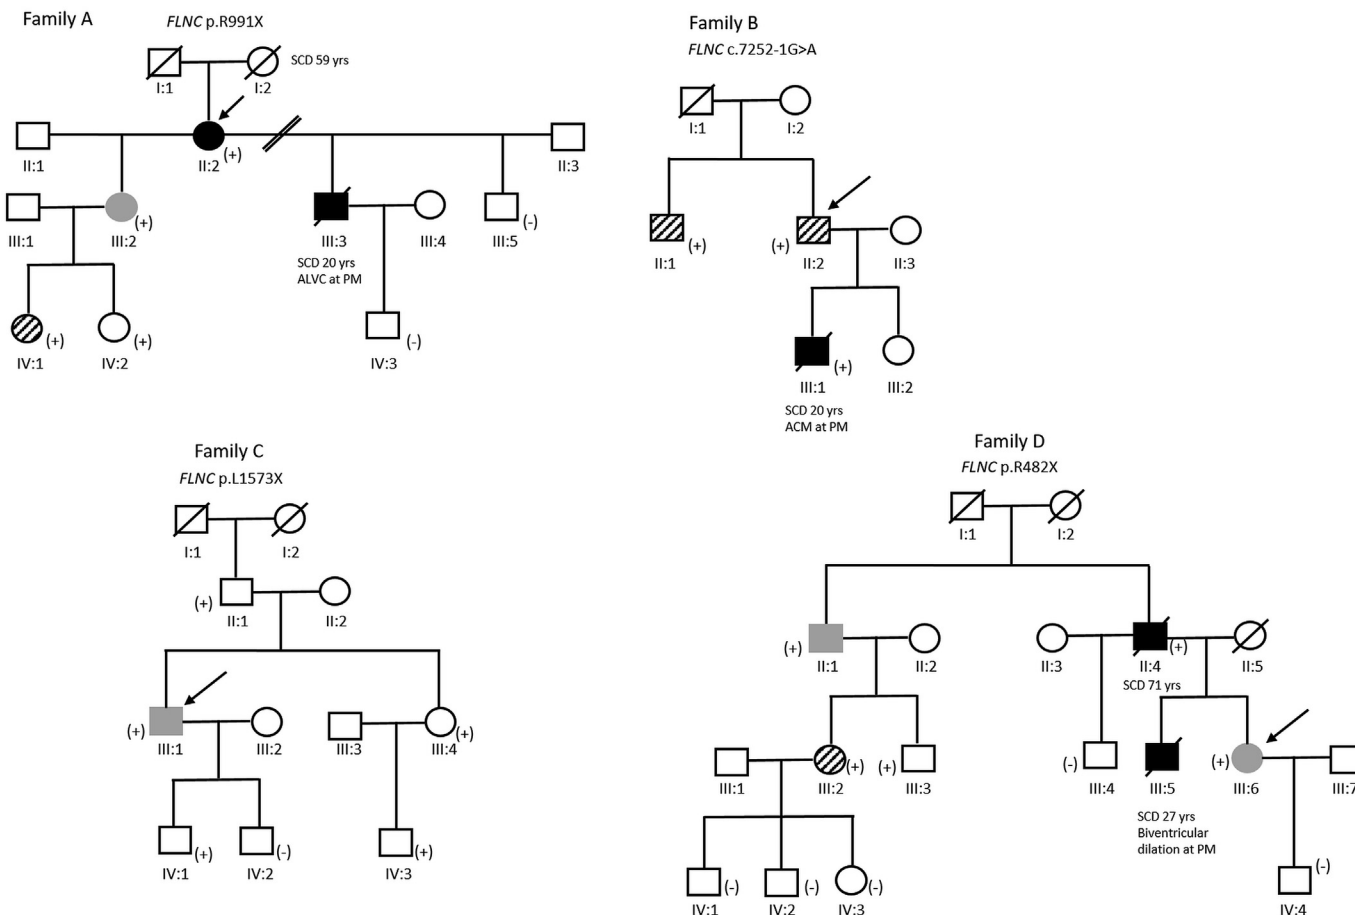 Family A
FLNC p.R991X
SCD 59 yrs
I:1
I:2
II:1
II:2
(+)
II:3
III:1
III:2
(+)
III:3
III:4
III:5
(-)
SCD 20 yrs
ALVC at PM
IV:1
(+)
IV:2
(+)
IV:3
(-)
Family B
FLNC c.7252-1G>A
I:1
I:2
II:1
(+)
(+)
II:2
II:3
III:1
(+)
III:2
SCD 20 yrs
ACM at PM
Family C
FLNC p.L1573X
I:1
I:2
(+)
II:1
II:2
(+)
III:1
III:2
III:3
III:4
(+)
IV:1
(+)
IV:2
(-)
IV:3
(+)
Family D
FLNC p.R482X
I:1
I:2
(+)
II:1
II:2
II:3
II:4
(+)
II:5
SCD 71 yrs
III:1
III:2
(+)
(+)
III:3
(-)
III:4
III:5
(+)
III:6
III:7
SCD 27 yrs
Biventricular
dilation at PM
IV:1
(-)
IV:2
(-)
IV:3
(-)
IV:4
(-)